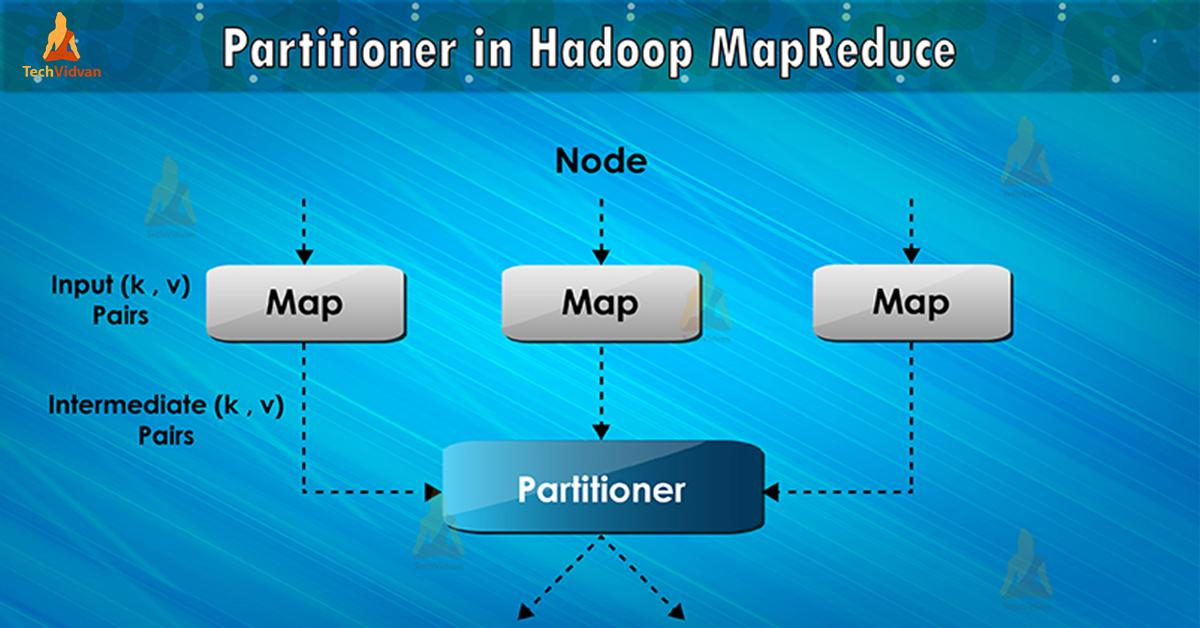 Partitioner in Hadoop MapReduce
TechVidvan
Node
Input (k , v)
Pairs
Map
Map
Map
Intermediate (k , v)
Pairs
Partitioner